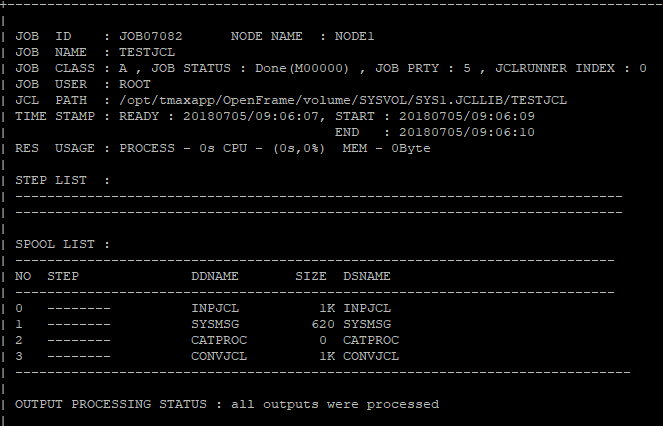 JOB  ID    : JOB07082      NODE NAME  : NODE1
JOB  NAME  : TESTJCL
JOB  CLASS : A , JOB STATUS : Done(M00000) , JOB PRTY : 5 , JCLRUNNER INDEX : 0
JOB  USER  : ROOT
JCL  PATH  : /opt/tmaxapp/OpenFrame/volume/SYSVOL/SYS1.JCLLIB/TESTJCL
TIME STAMP : READY : 20180705/09:06:07, START : 20180705/09:06:09
END   : 20180705/09:06:10
RES  USAGE : PROCESS - 0s CPU - (0s,0%)  MEM - 0Byte
STEP LIST  :
SPOOL LIST :
NO  STEP              DDNAME       SIZE  DSNAME
0   --------          INPJCL          1K INPJCL
1   --------          SYSMSG         620 SYSMSG
2   --------          CATPROC         0  CATPROC
3   --------          CONVJCL         1K CONVJCL
OUTPUT PROCESSING STATUS : all outputs were processed